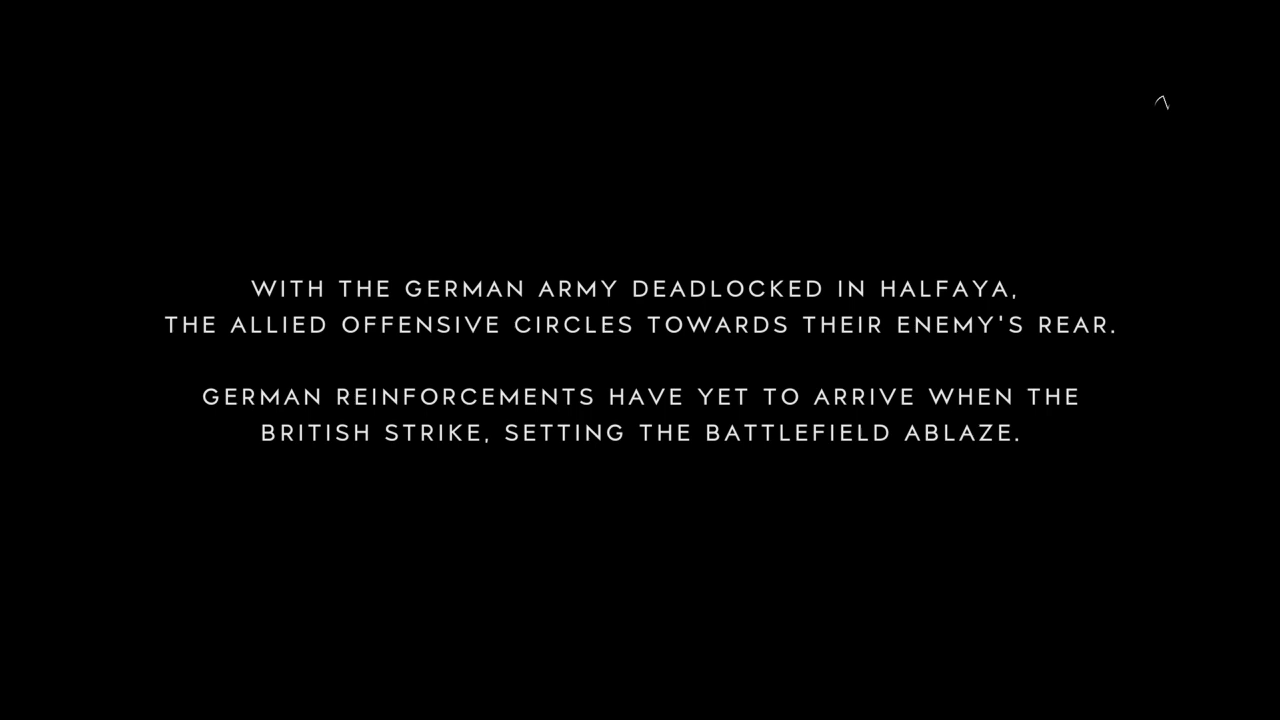 WITH THE GERMAN ARMY DEADLOCKED IN HALFAYA,
THE ALLIED OFFENSIVE CIRCLES TOWARDS THEIR ENEMY'S REAR.
GERMAN REINFORCEMENTS HAVE YET TO ARRIVE WHEN THE
BRITISH STRIKE, SETTING THE BATTLEFIELD ABLAZE.